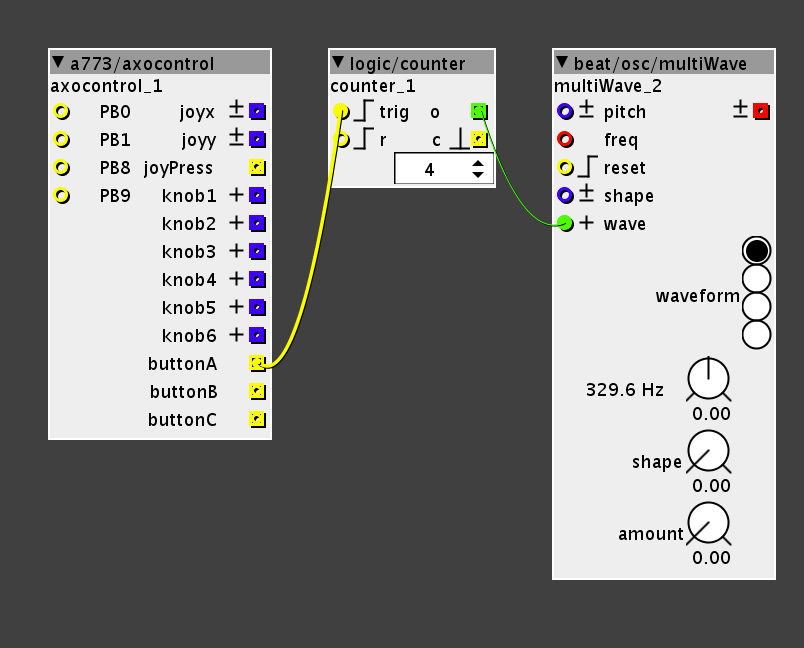 a773/axocontrol
axocontrol_1
PB0 joyx ±
PB1 joyy ±
PB8 joyPress
PB9 knob1 +
knob2 +
knob3 +
knob4 +
knob5 +
knob6 +
buttonA
buttonB
buttonC
logic/counter
counter_1
trig o
r c
4
beat/osc/multiWave
multiWave_2
± pitch ±
freq
reset
± shape
+ wave
waveform
329.6 Hz
0.00
shape
0.00
amount
0.00